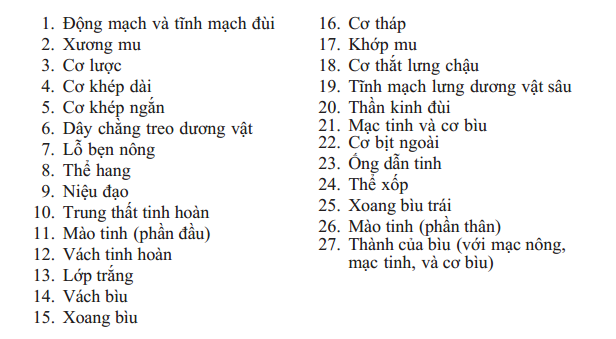 1. Động mạch và tĩnh mạch đùi
2. Xương mu
3. Cơ lược
4. Cơ khép dài
5. Cơ khép ngắn
6. Dây chằng treo dương vật
7. Lỗ bẹn nông
8. Thể hang
9. Niệu đạo
10. Trung thất tinh hoàn
11. Mào tinh (phần đầu)
12. Vách tinh hoàn
13. Lớp trắng
14. Vách bìu
15. Xoang bìu
16. Cơ tháp
17. Khớp mu
18. Cơ thắt lưng chậu
19. Tĩnh mạch lưng dương vật sâu
20. Thần kinh đùi
21. Mạc tinh và cơ bìu
22. Cơ bịt ngoài
23. Ống dẫn tinh
24. Thể xốp
25. Xoang bìu trái
26. Mào tinh (phần thân)
27. Thành của bìu (với mạc nông,
mạc tinh, và cơ bìu)